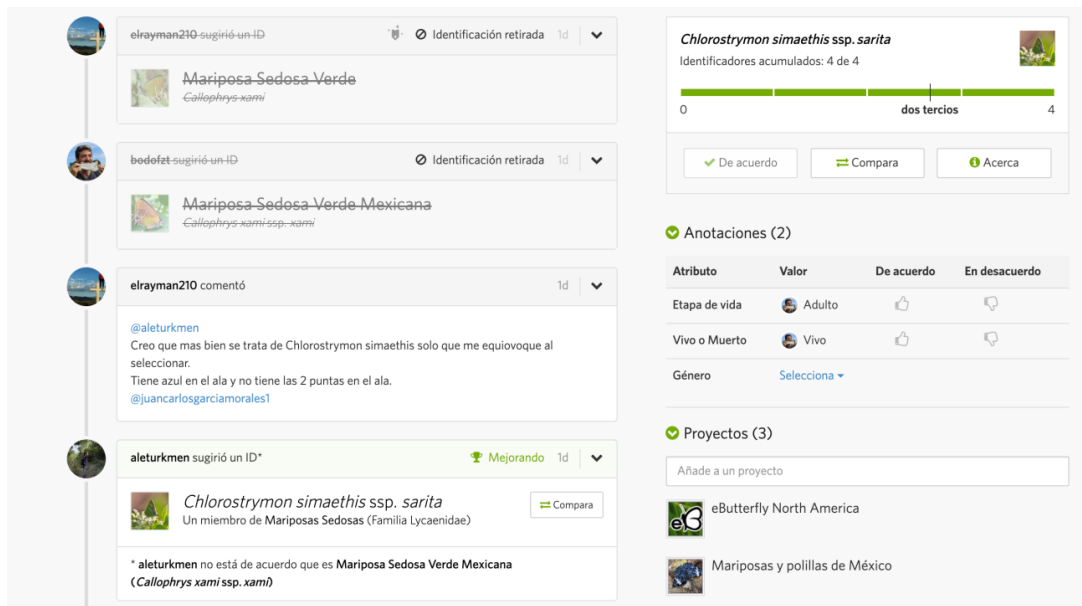 elrayman210 sugirió un ID
Identificación retirada 1d
Mariposa Sedosa Verde
Callophrys xami
bodofzt sugirió un ID
Identificación retirada 1d
Mariposa Sedosa Verde Mexicana
Callophrys xami ssp. xami
elrayman210 comentó 1d
@aleturkmen
Creo que mas bien se trata de Chlorostrymon simaethis solo que me equiovoque al
seleccionar.
Tiene azul en el ala y no tiene las 2 puntas en el ala.
@juancarlosgarciamorales1
aleturkmen sugirió un ID*
Mejorando 1d
Chlorostrymon simaethis ssp. sarita
Un miembro de Mariposas Sedosas (Familia Lycaenidae)
Compara
* aleturkmen no está de acuerdo que es Mariposa Sedosa Verde Mexicana
(Callophrys xami ssp. xami)
Chlorostrymon simaethis ssp. sarita
Identificadores acumulados: 4 de 4
0 dos tercios 4
De acuerdo Compara Acerca
Anotaciones (2)
Atributo Valor De acuerdo En desacuerdo
Etapa de vida Adulto
Vivo o Muerto Vivo
Género Selecciona
Proyectos (3)
Añade a un proyecto
eButterfly North America
Mariposas y polillas de México